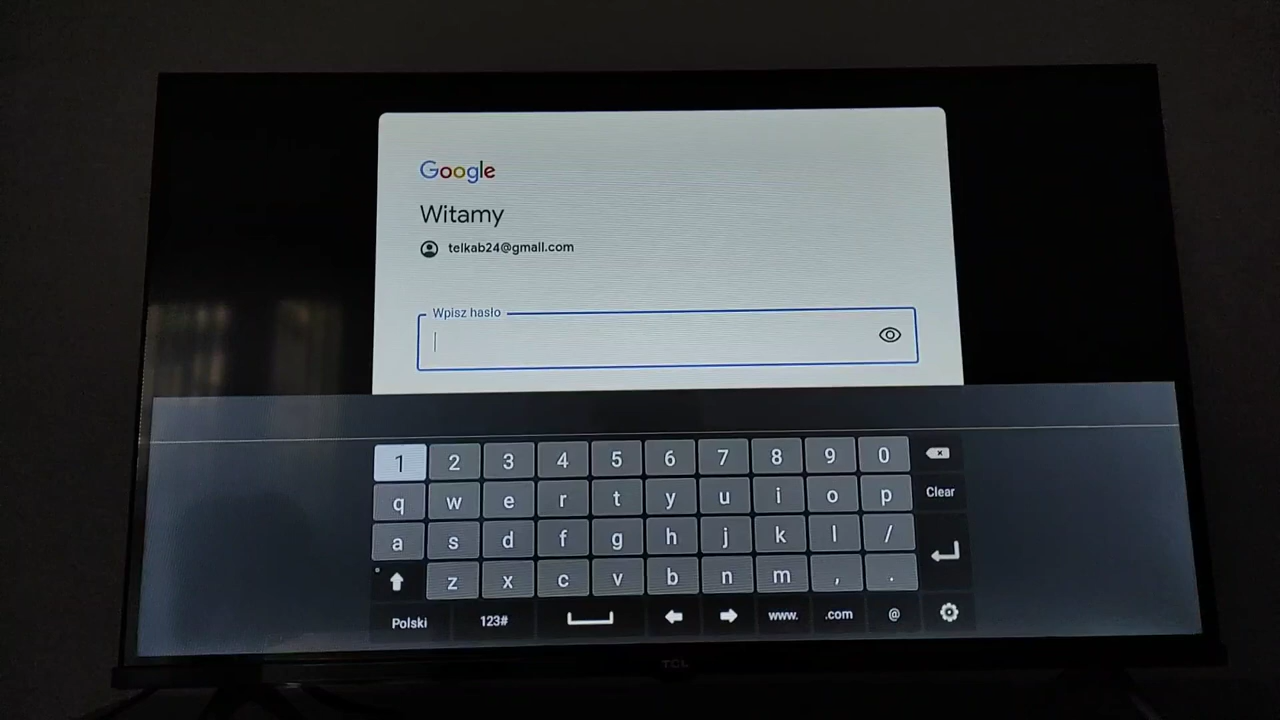 Google
Witamy
telkab24@gmail.com
Wpisz hasło
1 2 3 4 5 6 7 8 9 0
q w e r t y u i o p Clear
a s d f g h j k l /
z x c v b n m , .
Polski 123# www. .com @
TCL